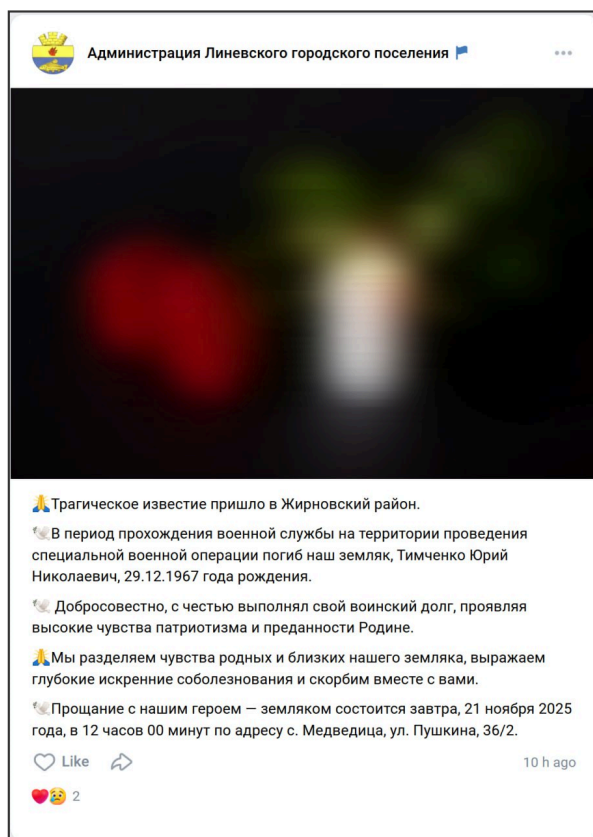 Администрация Линевского городского поселения
🙏Трагическое известие пришло в Жирновский район.
🕊В период прохождения военной службы на территории проведения
специальной военной операции погиб наш земляк, Тимченко Юрий
Николаевич, 29.12.1967 года рождения.
🕊 Добросовестно, с честью выполнял свой воинский долг, проявляя
высокие чувства патриотизма и преданности Родине.
🙏Мы разделяем чувства родных и близких нашего земляка, выражаем
глубокие искренние соболезнования и скорбим вместе с вами.
🕊Прощание с нашим героем — земляком состоится завтра, 21 ноября 2025
года, в 12 часов 00 минут по адресу с. Медведица, ул. Пушкина, 36/2.
Like
10 h ago
2